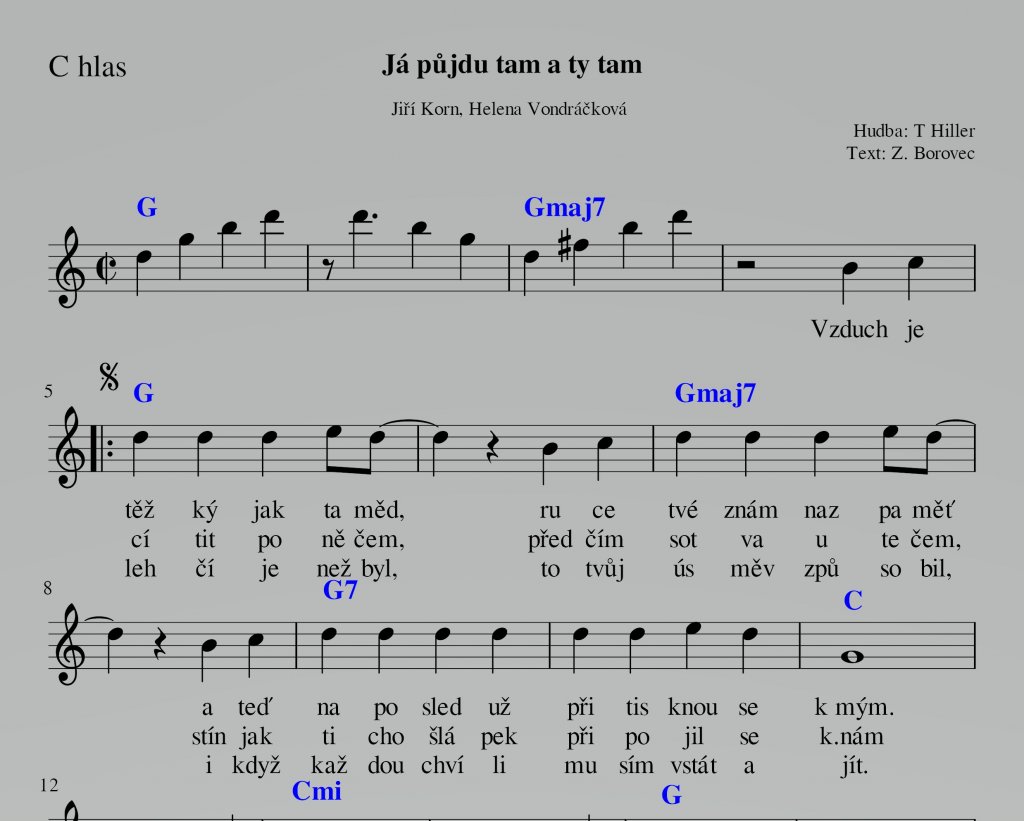 C hlas
Já půjdu tam a ty tam
Jiří Korn, Helena Vondráčková
Hudba: T Hiller
Text: Z. Borovec
G Gmaj7
Vzduch je
5 G Gmaj7
těž ký jak ta měd, ru ce tvé znám naz pa měť
cí tit po ně čem, před čím sot va u te čem,
leh čí je než byl, to tvůj ús měv způ so bil,
8 G7 C
a teď na po sled už při tis knou se k mým.
stín jak ti cho šlá pek při po jil se k.nám
i když kaž dou chví li mu sím vstát a jít.
12 Cmi G